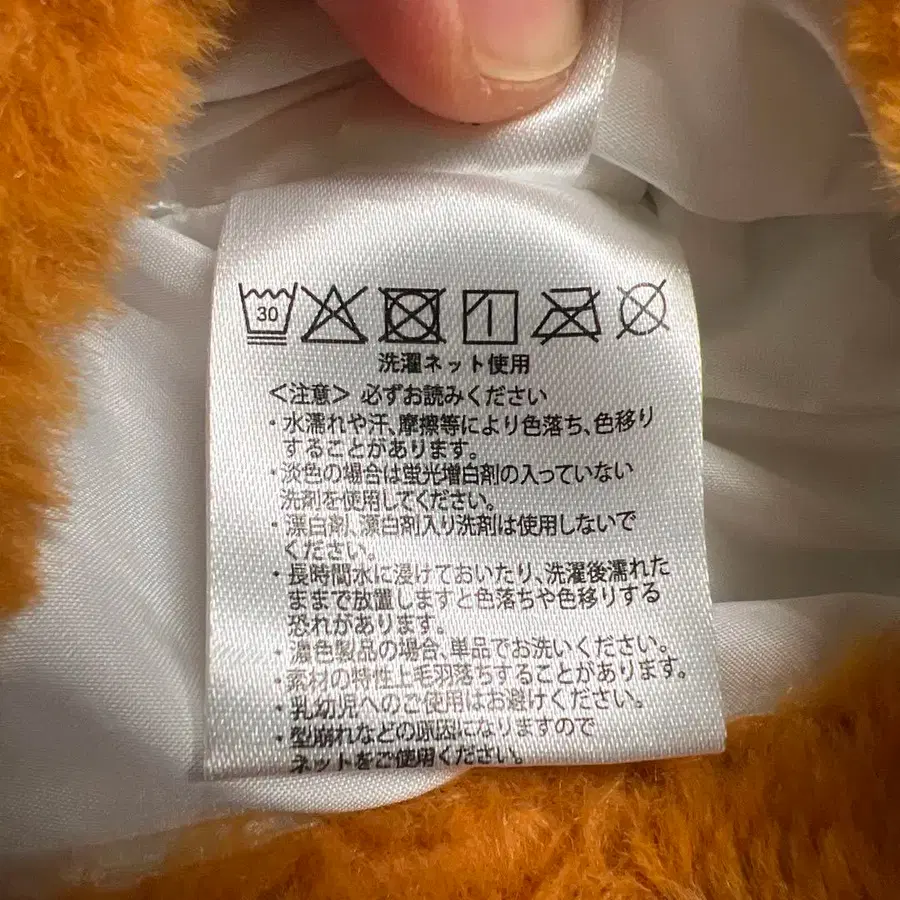 30
洗濯ネット使用
<注意> 必ずお読みください
・水濡れや汗、摩擦等により色落ち、色移り
することがあります。
・淡色の場合は蛍光増白剤の入っていない
洗剤を使用してください。
・漂白剤、漂白剤入り洗剤は使用しないで
ください。
・長時間水に浸けておいたり、洗濯後濡れた
ままで放置しますと色落ちや色移りする
恐れがあります。
・濃色製品の場合、単品でお洗いください。
・素材の特性上毛羽落ちすることがあります。
・乳幼児へのご使用はお避けください。
・型崩れなどの原因になりますので
ネットをご使用ください。